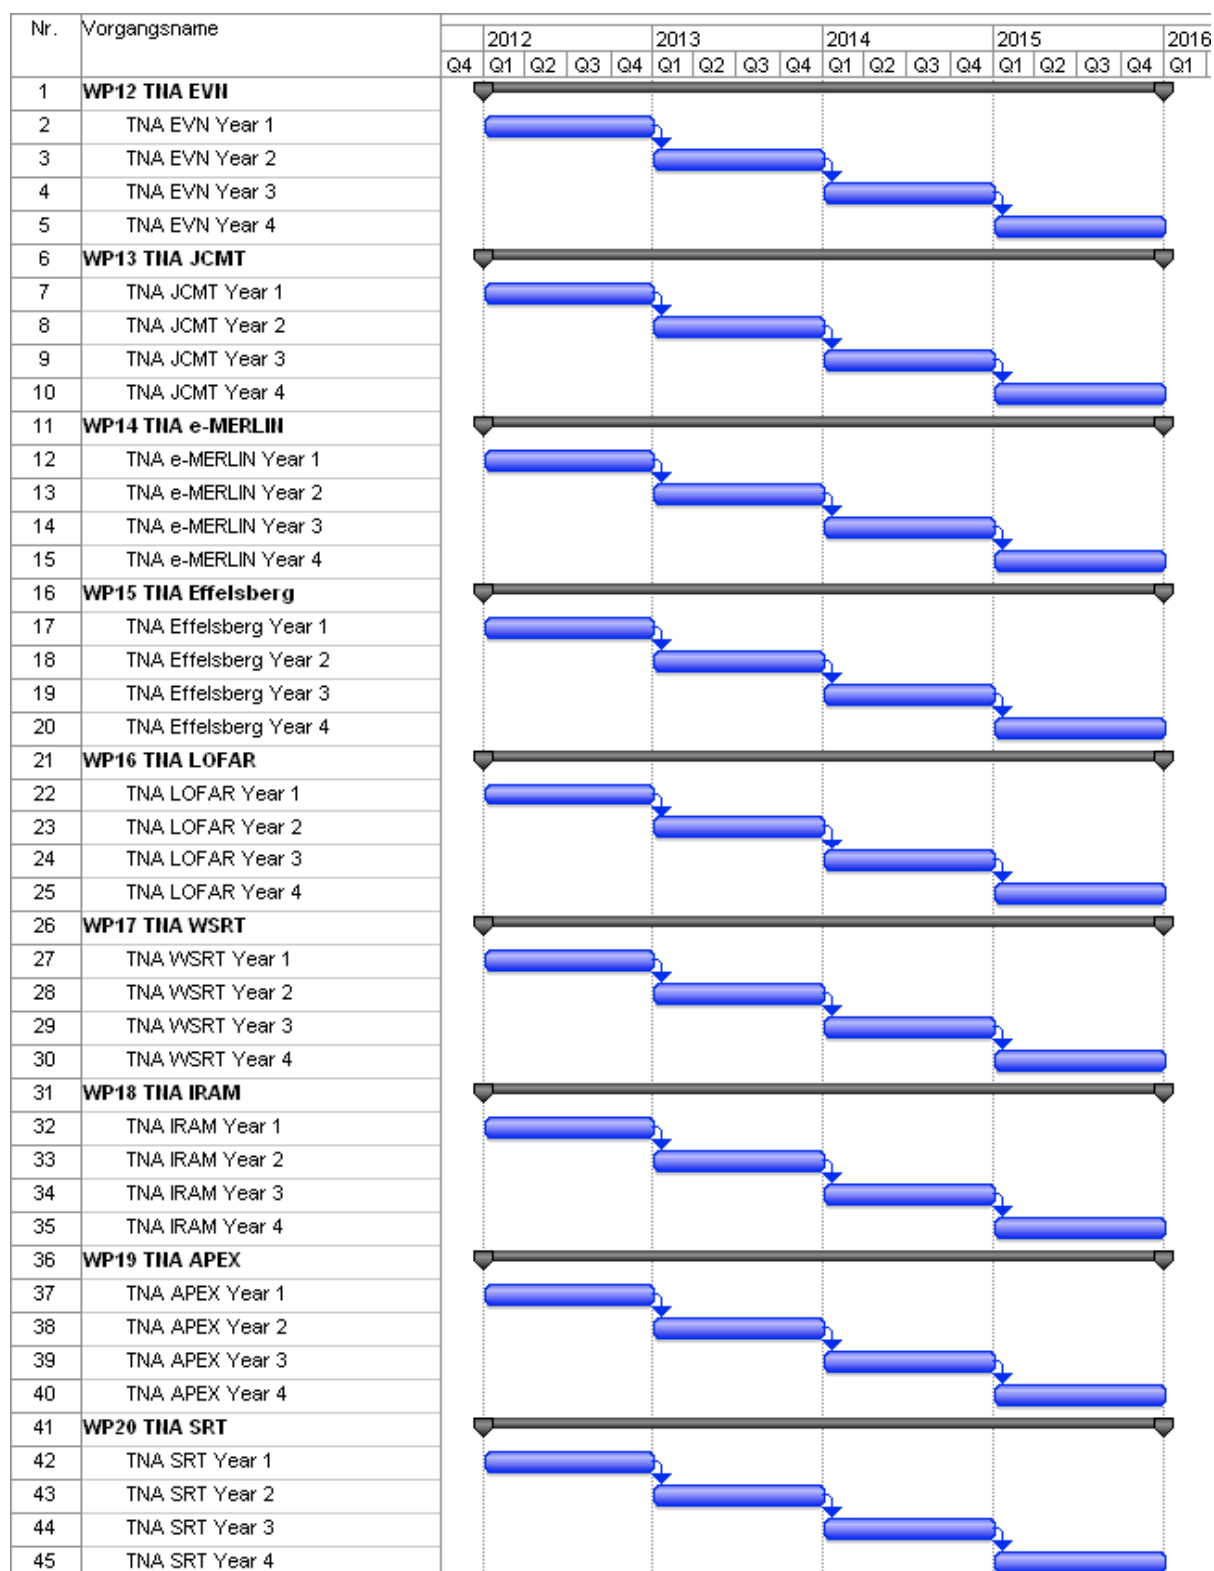 Nr. Vorgangsname
2012 2013 2014 2015 2016
Q4 Q1 Q2 Q3 Q4 Q1 Q2 Q3 Q4 Q1 Q2 Q3 Q4 Q1 Q2 Q3 Q4 Q1
1 WP12 TNA EVN
2 TNA EVN Year 1
3 TNA EVN Year 2
4 TNA EVN Year 3
5 TNA EVN Year 4
6 WP13 TNA JCMT
7 TNA JCMT Year 1
8 TNA JCMT Year 2
9 TNA JCMT Year 3
10 TNA JCMT Year 4
11 WP14 TNA e-MERLIN
12 TNA e-MERLIN Year 1
13 TNA e-MERLIN Year 2
14 TNA e-MERLIN Year 3
15 TNA e-MERLIN Year 4
16 WP15 TNA Effelsberg
17 TNA Effelsberg Year 1
18 TNA Effelsberg Year 2
19 TNA Effelsberg Year 3
20 TNA Effelsberg Year 4
21 WP16 TNA LOFAR
22 TNA LOFAR Year 1
23 TNA LOFAR Year 2
24 TNA LOFAR Year 3
25 TNA LOFAR Year 4
26 WP17 TNA WSRT
27 TNA WSRT Year 1
28 TNA WSRT Year 2
29 TNA WSRT Year 3
30 TNA WSRT Year 4
31 WP18 TNA IRAM
32 TNA IRAM Year 1
33 TNA IRAM Year 2
34 TNA IRAM Year 3
35 TNA IRAM Year 4
36 WP19 TNA APEX
37 TNA APEX Year 1
38 TNA APEX Year 2
39 TNA APEX Year 3
40 TNA APEX Year 4
41 WP20 TNA SRT
42 TNA SRT Year 1
43 TNA SRT Year 2
44 TNA SRT Year 3
45 TNA SRT Year 4